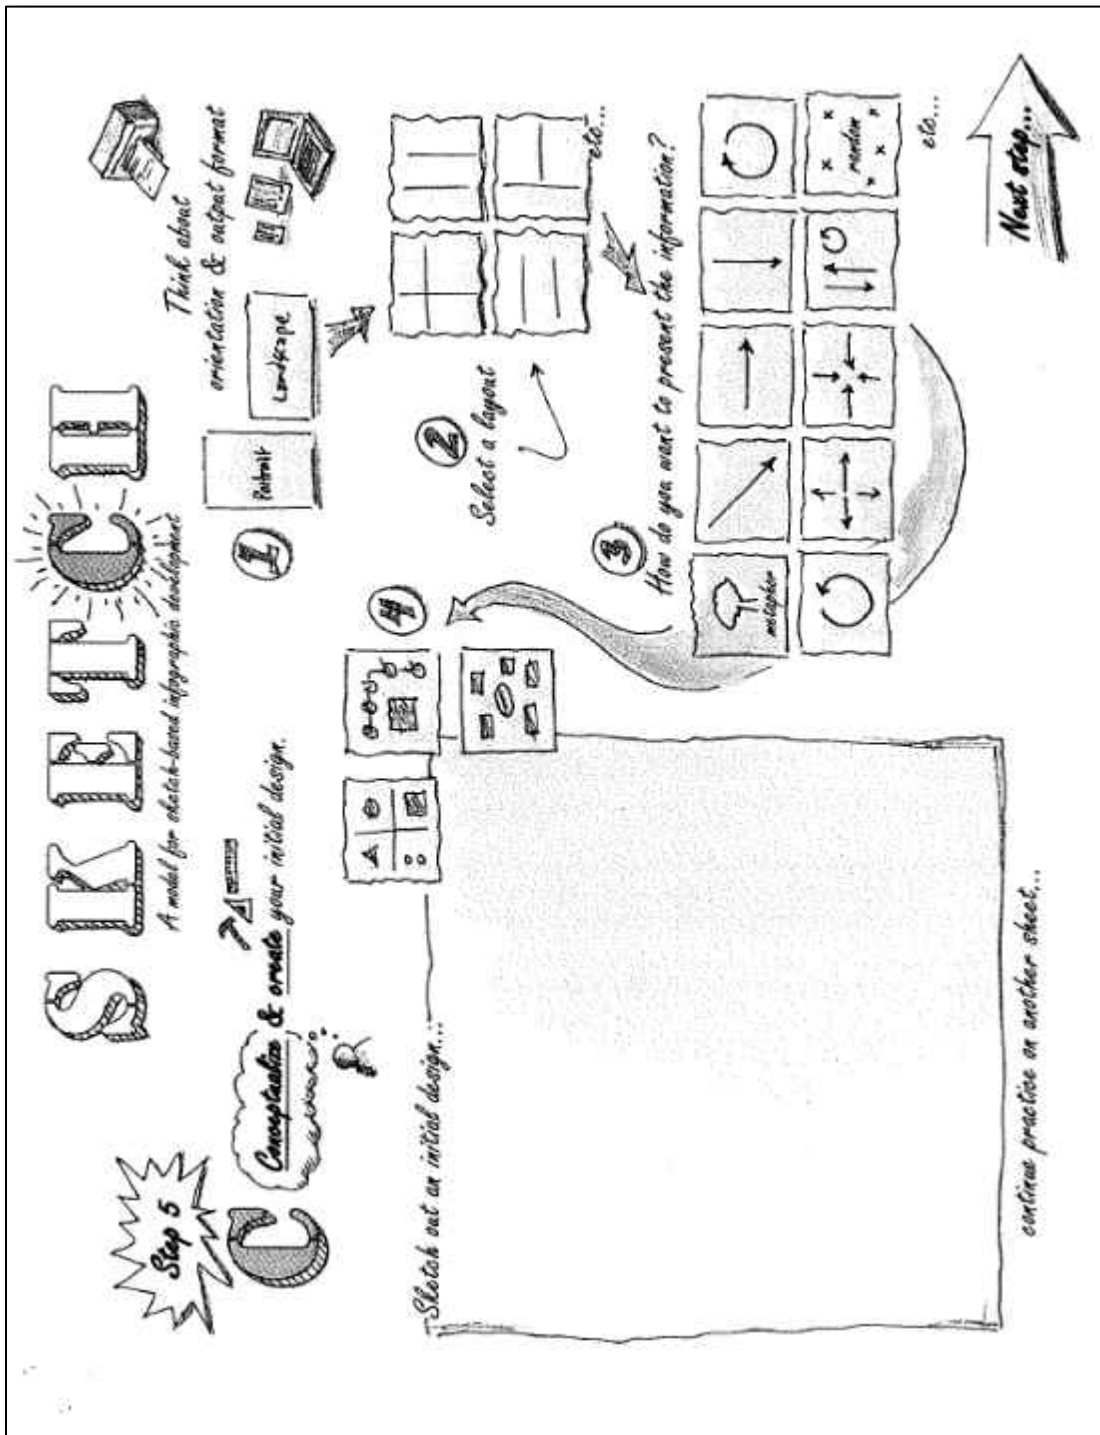 SKETCH
A model for sketch-based infographic development
Step 5
C
Conceptualize & create your initial design.
1
Portrait
Landscape
Think about
orientation & output format
2
Select a layout
etc...
3
How do you want to present the information?
metaphor
random
etc...
4
Sketch out an initial design...
continue practice on another sheet...
Next step...